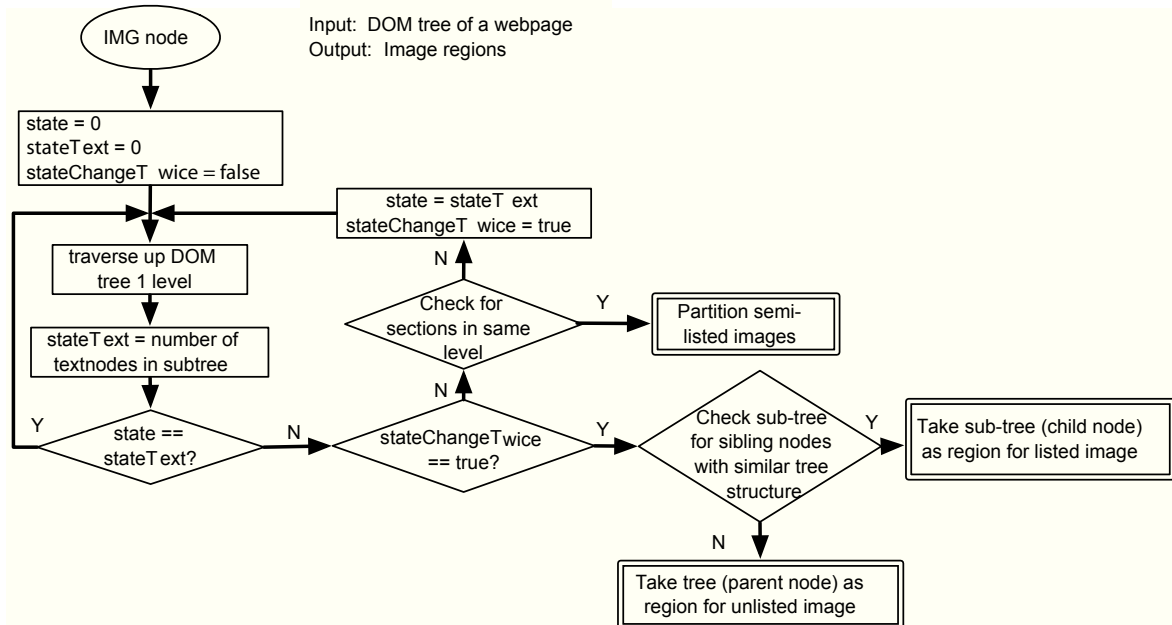 IMG node
Input: DOM tree of a webpage
Output: Image regions
state = 0
stateT ext = 0
stateChangeT wice = false
state = stateT ext
stateChangeT wice = true
traverse up DOM
tree 1 level
N
Check for
sections in same
level
Y
Partition semi-
listed images
stateT ext = number of
textnodes in subtree
N
Y
state ==
stateT ext?
N
stateChangeTwice
== true?
Y
Check sub-tree
for sibling nodes
with similar tree
structure
Y
Take sub-tree (child node)
as region for listed image
N
Take tree (parent node) as
region for unlisted image